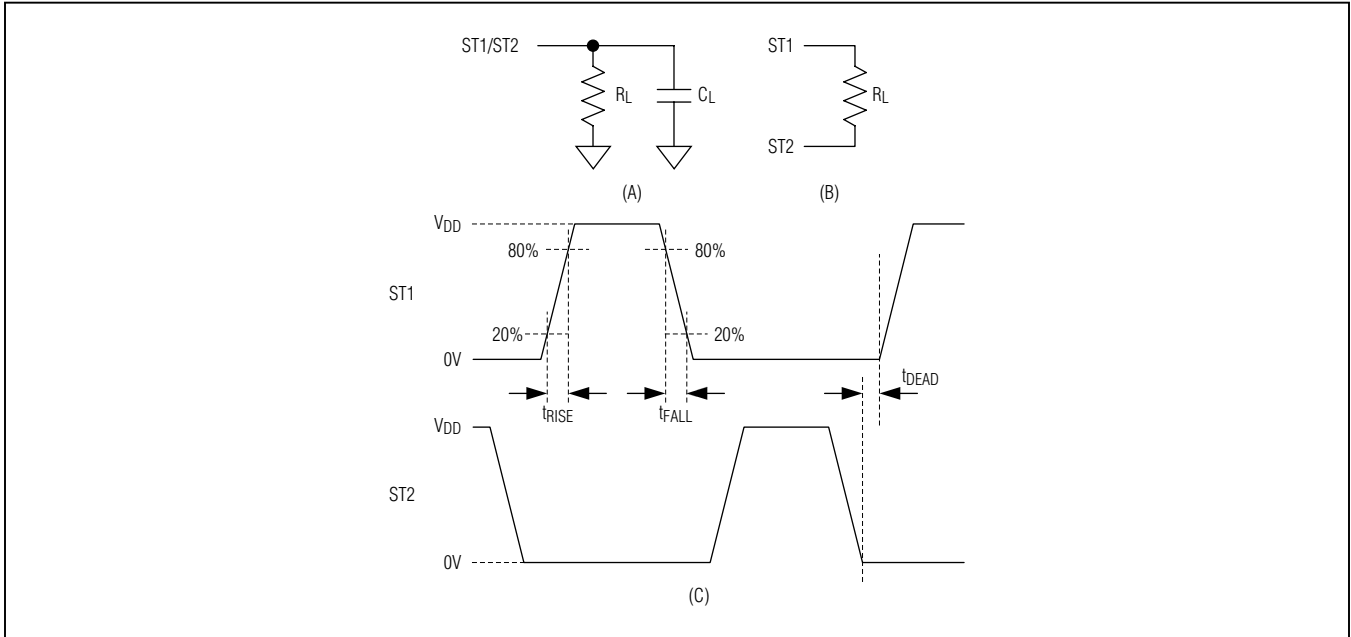 ST1/ST2
RL
CL
(A)
ST1
RL
ST2
(B)
VDD
80%
80%
ST1
20%
20%
0V
tRISE
tFALL
tDEAD
VDD
ST2
0V
(C)